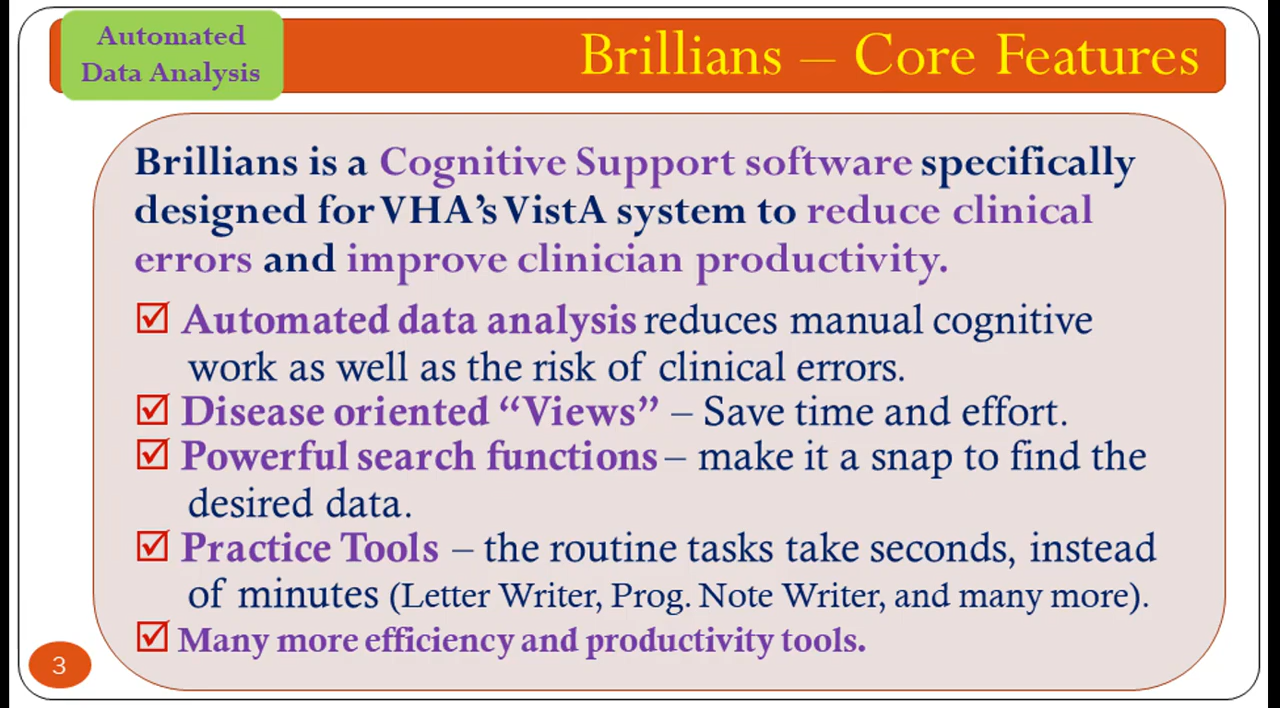 Automated
Data Analysis
Brillians – Core Features
Brillians is a Cognitive Support software specifically
designed for VHA’s VistA system to reduce clinical
errors and improve clinician productivity.
☑ Automated data analysis reduces manual cognitive
work as well as the risk of clinical errors.
☑ Disease oriented “Views” – Save time and effort.
☑ Powerful search functions – make it a snap to find the
desired data.
☑ Practice Tools – the routine tasks take seconds, instead
of minutes (Letter Writer, Prog. Note Writer, and many more).
☑ Many more efficiency and productivity tools.
3